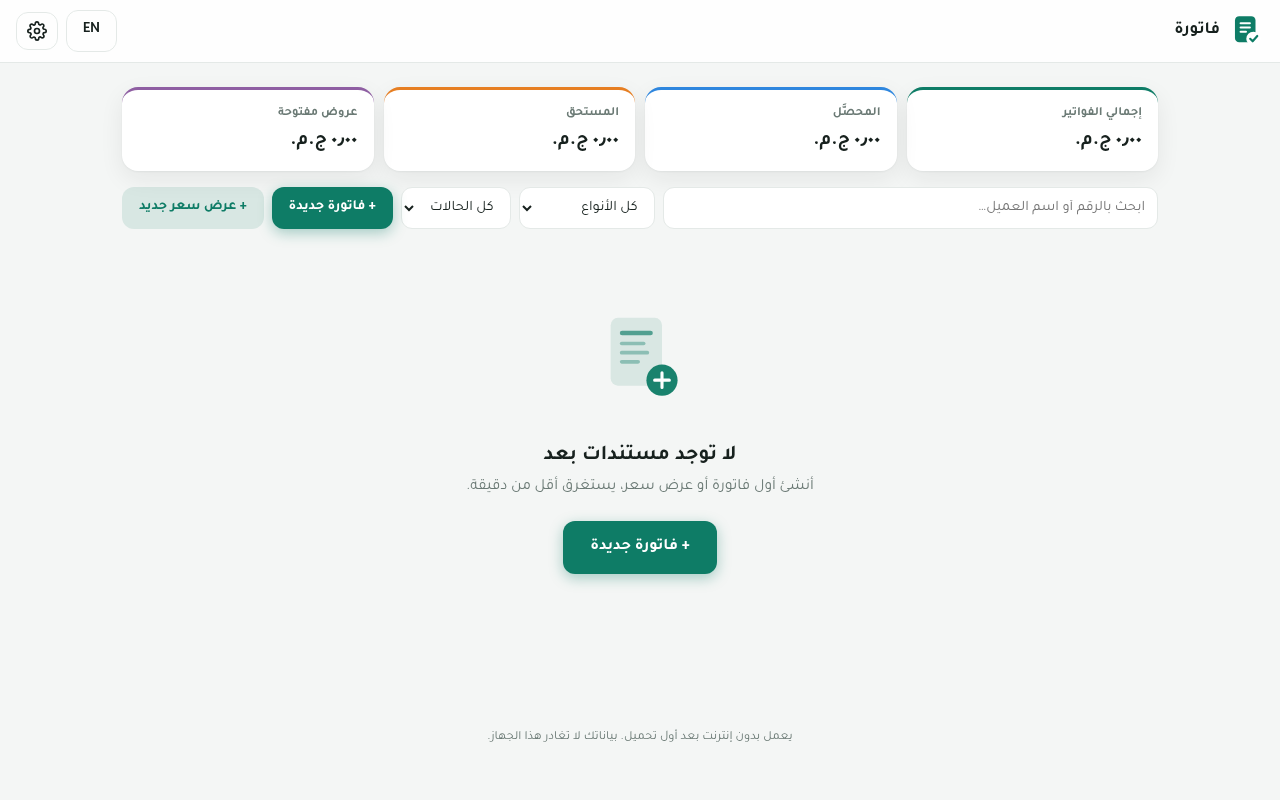 فاتورة
EN
إجمالي الفواتير
٠٫٠٠ ج.م.
المحصَّل
٠٫٠٠ ج.م.
المستحق
٠٫٠٠ ج.م.
عروض مفتوحة
٠٫٠٠ ج.م.
ابحث بالرقم أو اسم العميل…
كل الأنواع
كل الحالات
+ فاتورة جديدة
+ عرض سعر جديد
لا توجد مستندات بعد
أنشئ أول فاتورة أو عرض سعر، يستغرق أقل من دقيقة.
+ فاتورة جديدة
يعمل بدون إنترنت بعد أول تحميل. بياناتك لا تغادر هذا الجهاز.